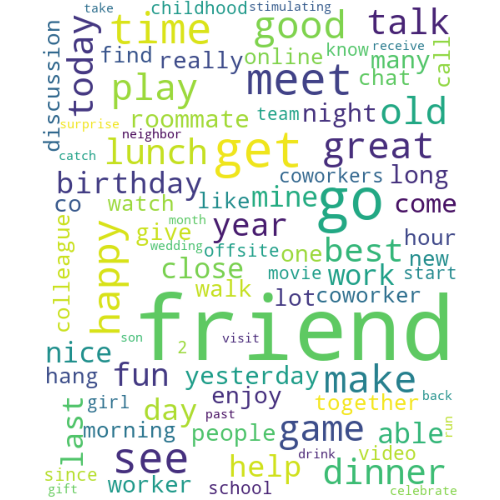 take
childhood
stimulating
time
good
talk
today
discussion
find
really
online
know
receive
many
call
meet
chat
play
old
surprise
neighbor
roommate
team
night
great
catch
lunch
get
go
birthday
coworkers
long
co
watch
like
mine
come
colleague
happy
month
give
year
wedding
offsite
one
best
hour
new
close
movie
work
start
walk
lot
coworker
friend
son
2
visit
nice
fun
yesterday
make
hang
girl
enjoy
together
back
last
day
past
game
able
run
morning
people
drink
video
see
help
dinner
since
worker
school
gift
celebrate